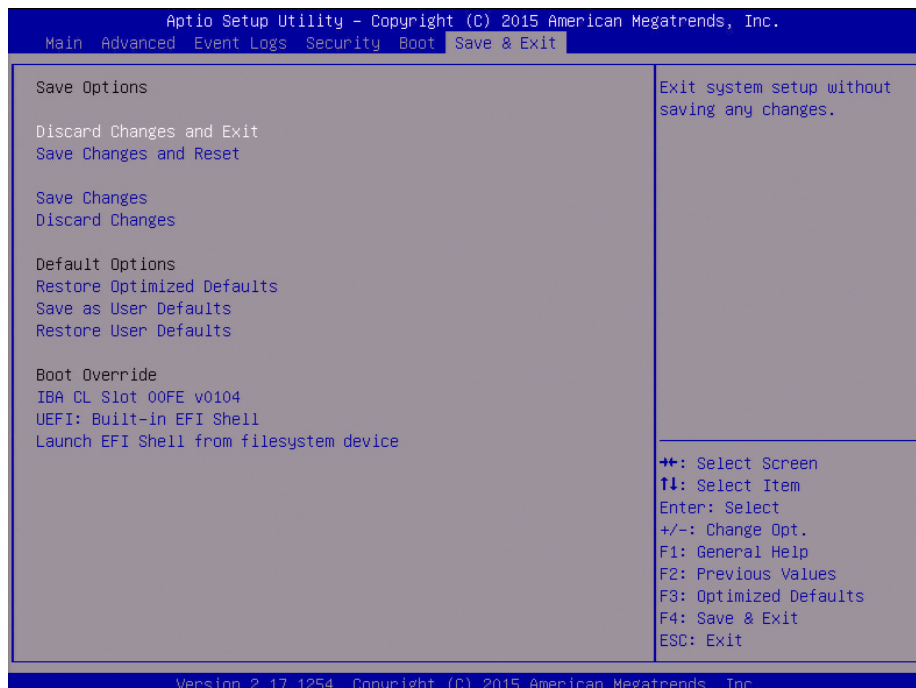 Aptio Setup Utility – Copyright (C) 2015 American Megatrends, Inc.
Main Advanced Event Logs Security Boot Save & Exit
Save Options
Discard Changes and Exit
Save Changes and Reset
Save Changes
Discard Changes
Default Options
Restore Optimized Defaults
Save as User Defaults
Restore User Defaults
Boot Override
IBA CL Slot 00FE v0104
UEFI: Built-in EFI Shell
Launch EFI Shell from filesystem device
Exit system setup without
saving any changes.
→←: Select Screen
↑↓: Select Item
Enter: Select
+/-: Change Opt.
F1: General Help
F2: Previous Values
F3: Optimized Defaults
F4: Save & Exit
ESC: Exit
Version 2.17.1254. Copyright (C) 2015 American Megatrends, Inc.